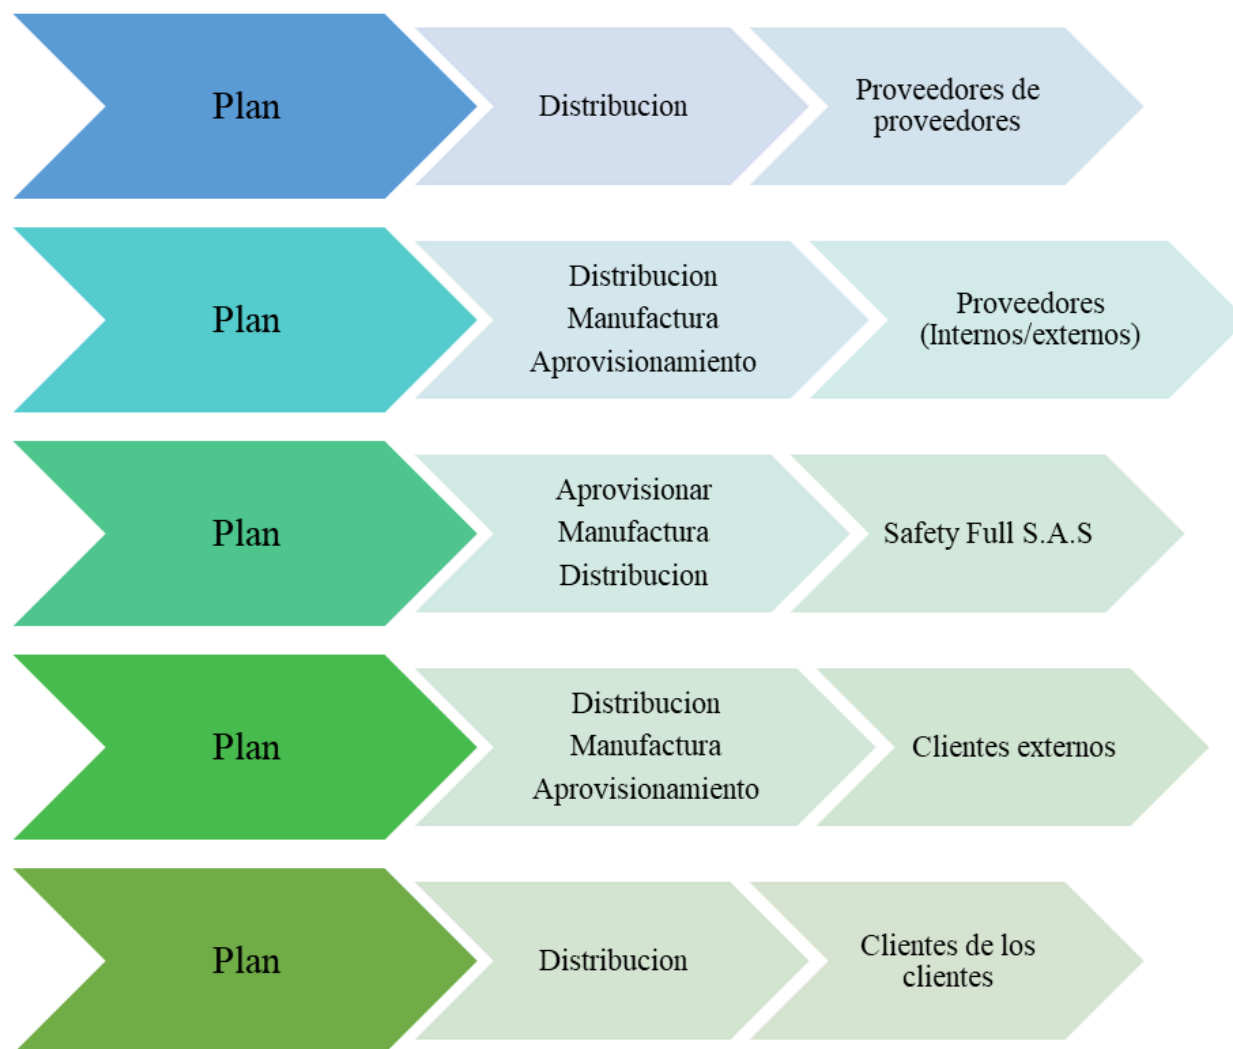 Plan
Distribucion
Proveedores de
proveedores
Plan
Distribucion
Manufactura
Aprovisionamiento
Proveedores
(Internos/externos)
Plan
Aprovisionar
Manufactura
Distribucion
Safety Full S.A.S
Plan
Distribucion
Manufactura
Aprovisionamiento
Clientes externos
Plan
Distribucion
Clientes de los
clientes